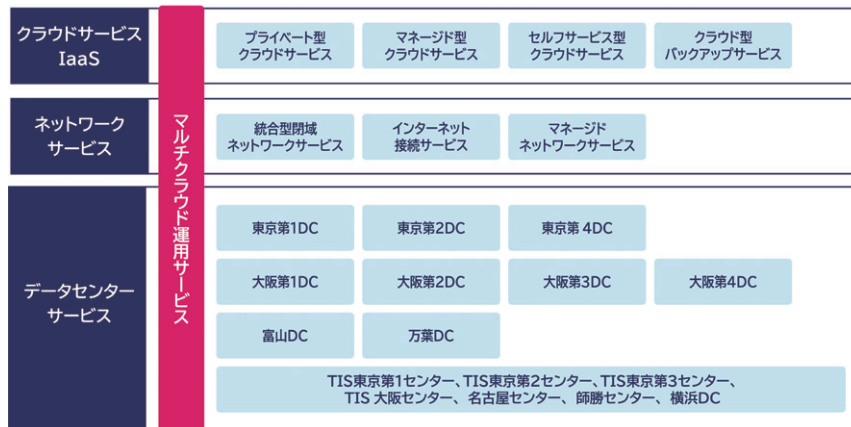 クラウドサービス
IaaS
マルチクラウド運用サービス
プライベート型
クラウドサービス
マネージド型
クラウドサービス
セルフサービス型
クラウドサービス
クラウド型
バックアップサービス
ネットワーク
サービス
統合型閉域
ネットワークサービス
インターネット
接続サービス
マネージド
ネットワークサービス
データセンター
サービス
東京第1DC
東京第2DC
東京第4DC
大阪第1DC
大阪第2DC
大阪第3DC
大阪第4DC
富山DC
万葉DC
TIS東京第1センター、TIS東京第2センター、TIS東京第3センター、
TIS 大阪センター、名古屋センター、師勝センター、横浜DC